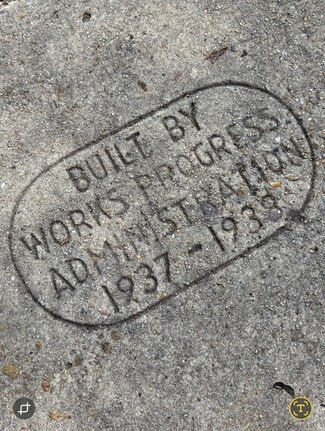 BUILT BY
WORKS PROGRESS
ADMINISTRATION
1937-1938